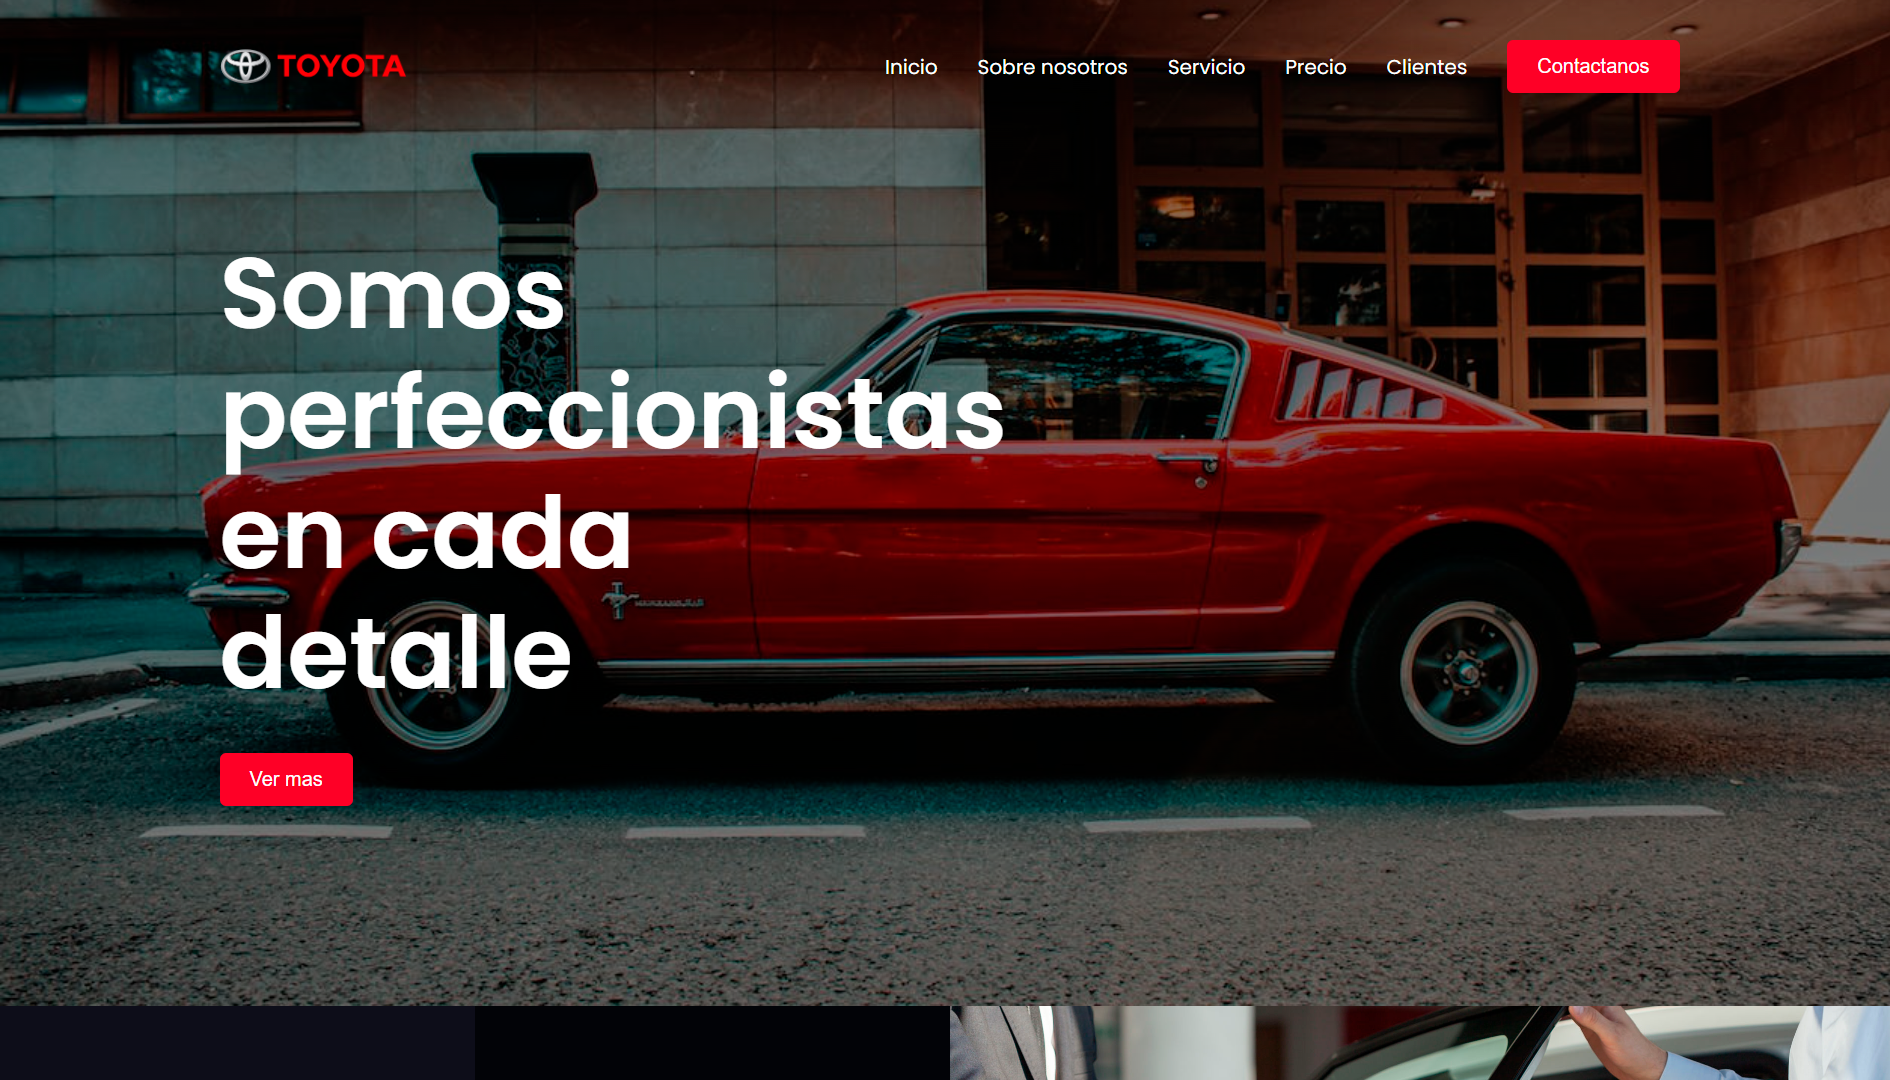 TOYOTA
Inicio
Sobre nosotros
Servicio
Precio
Clientes
Contactanos
Somos
perfeccionistas
en cada
detalle
Ver mas